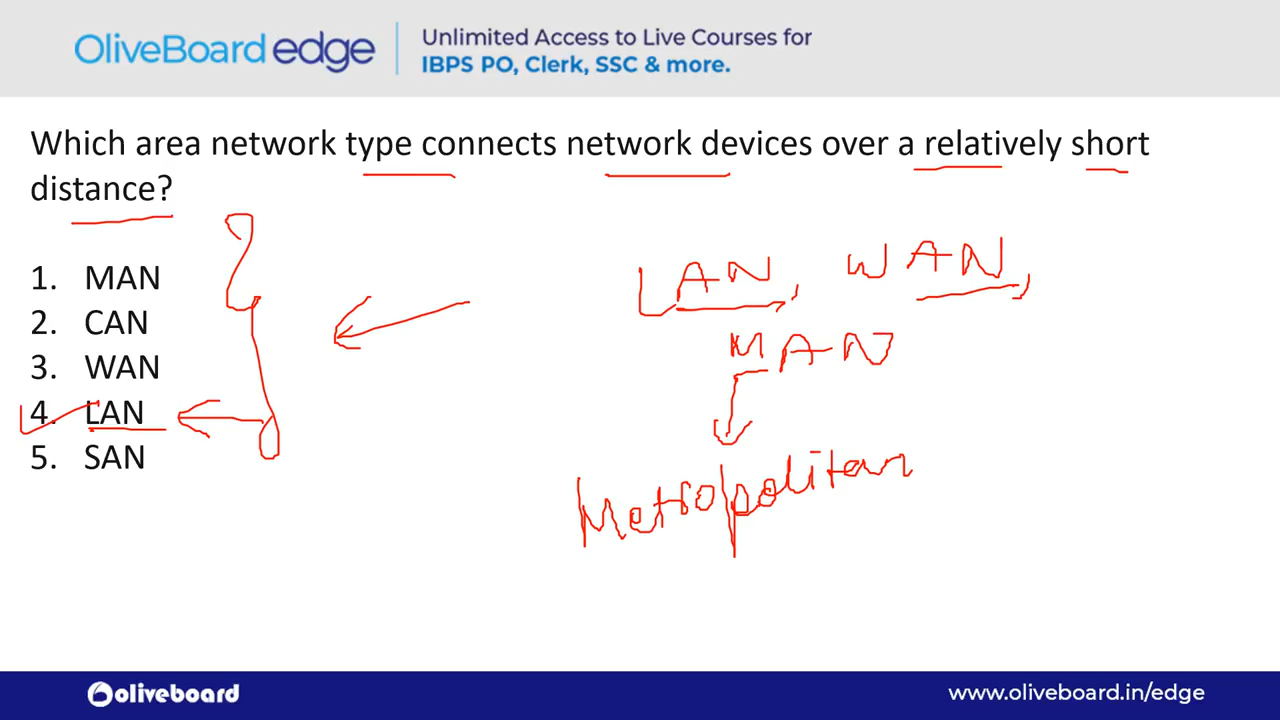 OliveBoard edge
Unlimited Access to Live Courses for
IBPS PO, Clerk, SSC & more.
Which area network type connects network devices over a relatively short
distance?
1. MAN
2. CAN
3. WAN
4. LAN
5. SAN
LAN, WAN,
MAN
Metropolitan
oliveboard
www.oliveboard.in/edge